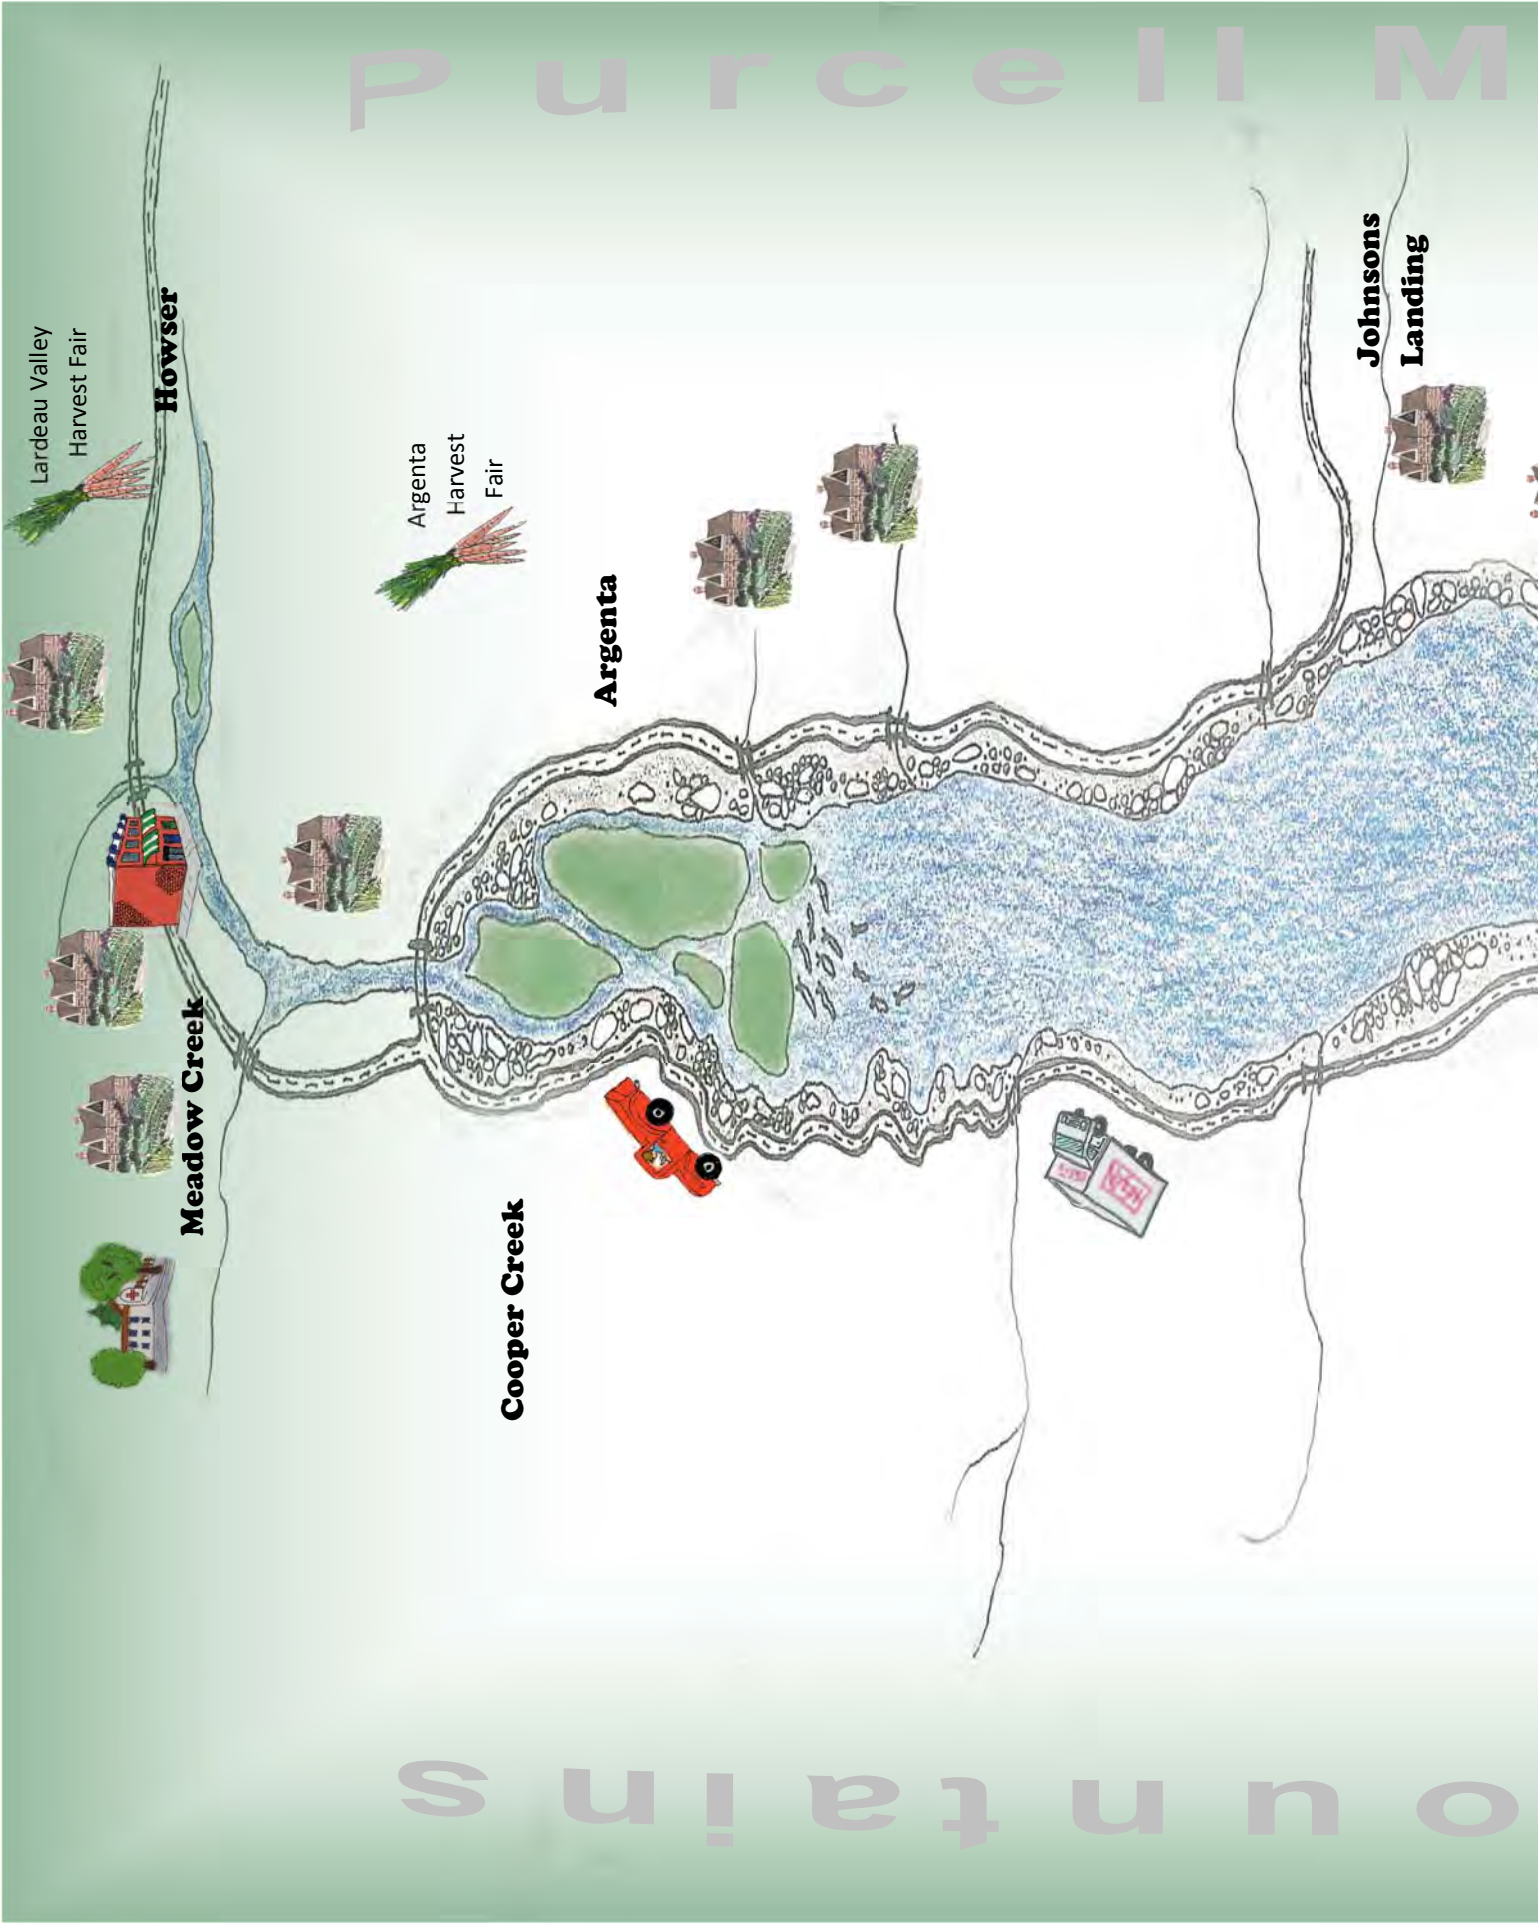 Purcell M
Lardeau Valley
Harvest Fair
Howser
Argenta
Harvest
Fair
Argenta
Johnsons
Landing
Meadow Creek
Cooper Creek
ountains